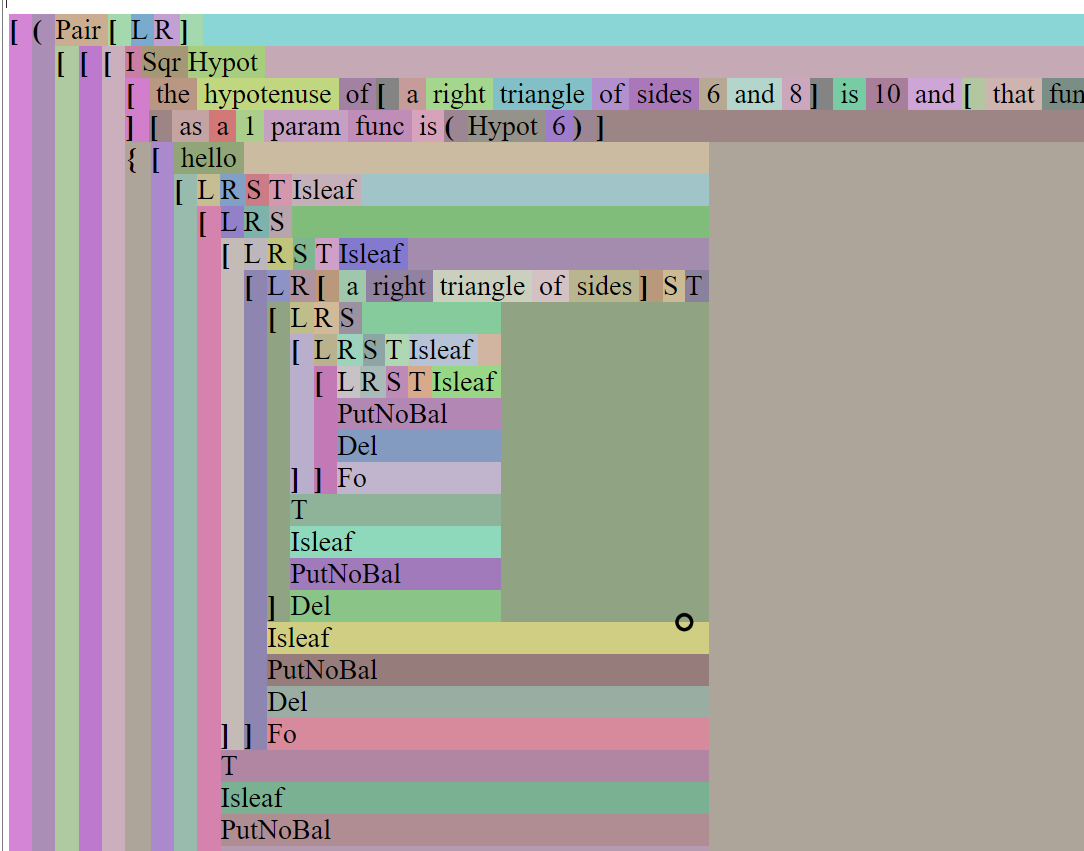 [ ( Pair [ L R ]
[ [ [ I Sqr Hypot
[ the hypotenuse of [ a right triangle of sides 6 and 8 ] is 10 and [ that fun
] [ as a 1 param func is ( Hypot 6 ) ]
{ [ hello
[ L R S T Isleaf
[ L R S
[ L R S T Isleaf
[ L R [ a right triangle of sides ] S T
[ L R S
[ L R S T Isleaf
[ L R S T Isleaf
PutNoBal
Del
] ] Fo
T
Isleaf
PutNoBal
] Del
Isleaf
PutNoBal
Del
] ] Fo
T
Isleaf
PutNoBal